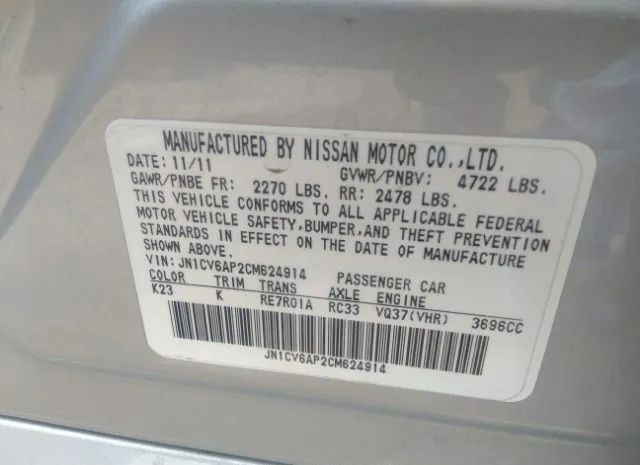 MANUFACTURED BY NISSAN MOTOR CO.,LTD.
DATE: 11/11 GVWR/PNBV: 4722 LBS.
GAWR/PNBE FR: 2270 LBS. RR: 2478 LBS.
THIS VEHICLE CONFORMS TO ALL APPLICABLE FEDERAL
MOTOR VEHICLE SAFETY,BUMPER,AND THEFT PREVENTION
STANDARDS IN EFFECT ON THE DATE OF MANUFACTURE
SHOWN ABOVE.
VIN: JN1CV6AP2CM624914 PASSENGER CAR
COLOR TRIM TRANS AXLE ENGINE
K23 K RE7R01A RC33 VQ37(VHR) 3696CC
JN1CV6AP2CM624914